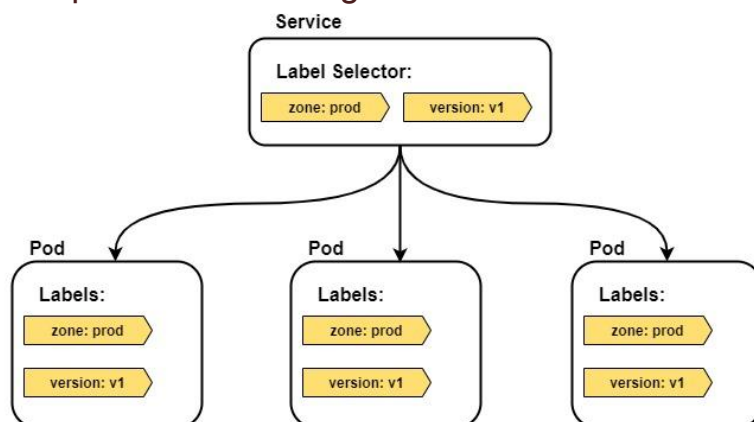 Service
Label Selector:
zone: prod version: v1
Pod Pod Pod
Labels: Labels: Labels:
zone: prod zone: prod zone: prod
version: v1 version: v1 version: v1